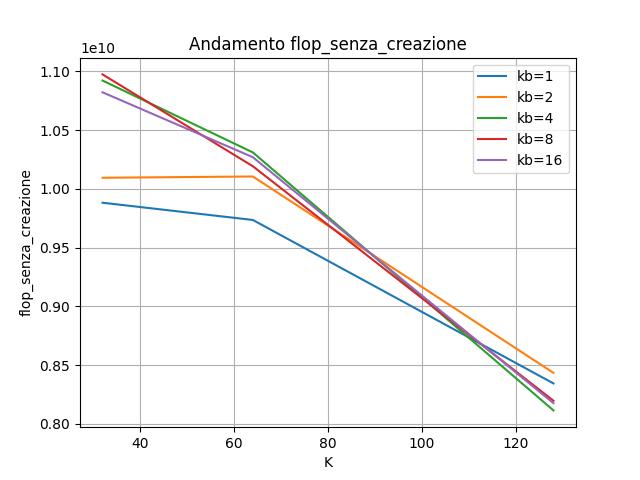 Andamento flop_senza_creazione
1e10
1.10
1.05
1.00
0.95
0.90
0.85
0.80
flop_senza_creazione
40
60
80
100
120
K
kb=1
kb=2
kb=4
kb=8
kb=16